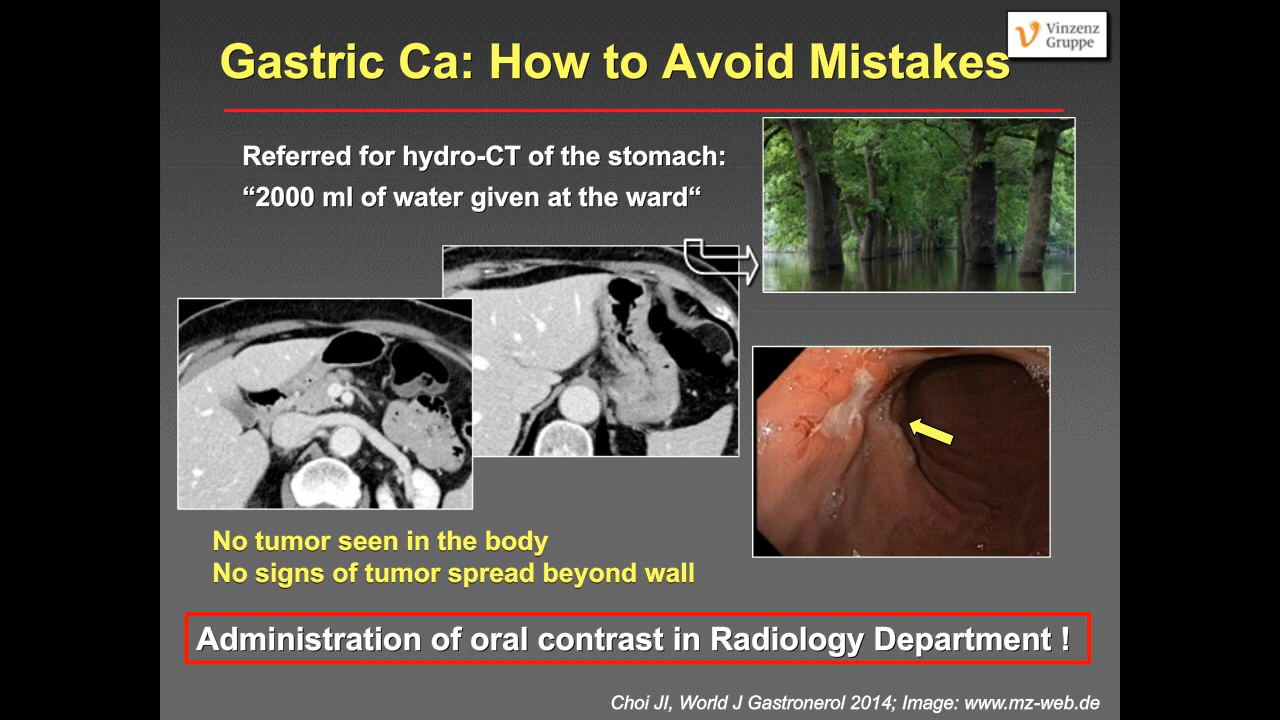 Vinzenz
Gruppe
Gastric Ca: How to Avoid Mistakes
Referred for hydro-CT of the stomach:
“2000 ml of water given at the ward“
No tumor seen in the body
No signs of tumor spread beyond wall
Administration of oral contrast in Radiology Department !
Choi JI, World J Gastronerol 2014; Image: www.mz-web.de